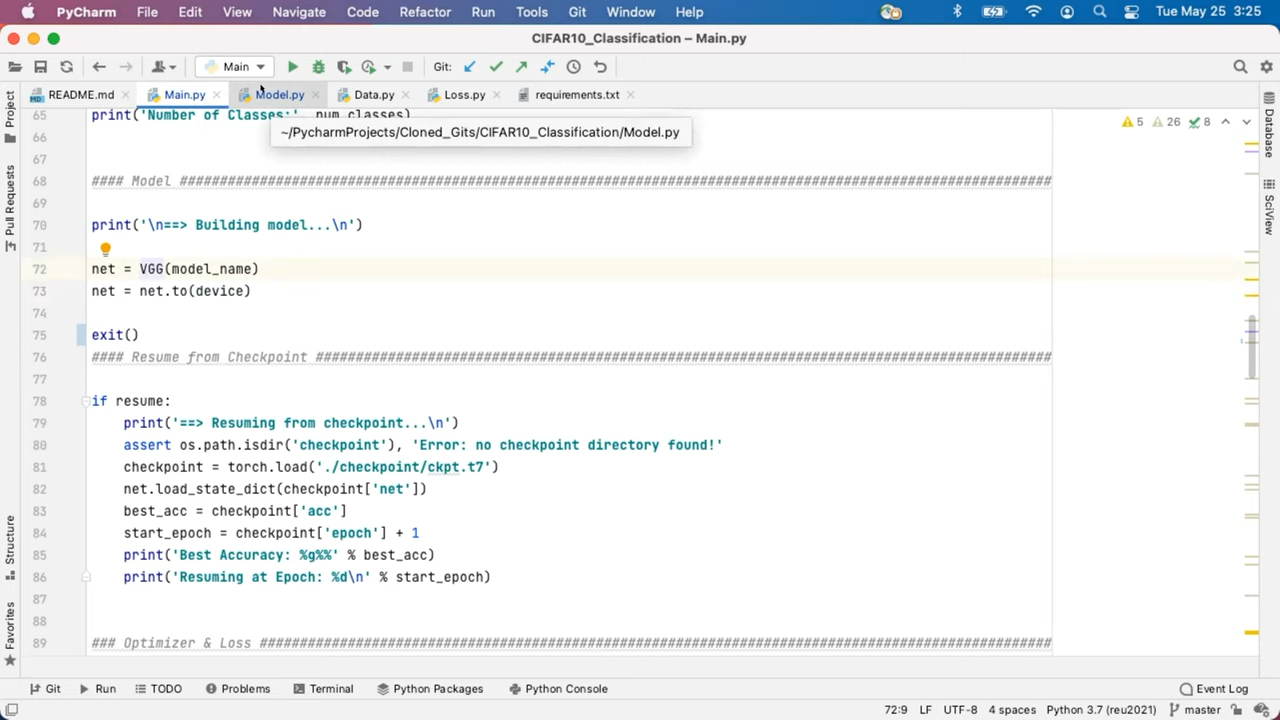 PyCharm File Edit View Navigate Code Refactor Run Tools Git Window Help Tue May 25 3:25
CIFAR10_Classification – Main.py
Main Git:
README.md Main.py Model.py Data.py Loss.py requirements.txt
~/PycharmProjects/Cloned_Gits/CIFAR10_Classification/Model.py
5 26 8
Project
Pull Requests
Structure
Favorites
Database
SciView
65 print('Number of Classes:', num_classes)
66
67
68 #### Model ####################################################################################
69
70 print('\n==> Building model...\n')
71
72 net = VGG(model_name)
73 net = net.to(device)
74
75 exit()
76 #### Resume from Checkpoint ####################################################################################
77
78 if resume:
79 print('==> Resuming from checkpoint...\n')
80 assert os.path.isdir('checkpoint'), 'Error: no checkpoint directory found!'
81 checkpoint = torch.load('./checkpoint/ckpt.t7')
82 net.load_state_dict(checkpoint['net'])
83 best_acc = checkpoint['acc']
84 start_epoch = checkpoint['epoch'] + 1
85 print('Best Accuracy: %g%%' % best_acc)
86 print('Resuming at Epoch: %d\n' % start_epoch)
87
88
89 ### Optimizer & Loss ####################################################################################
Git Run TODO Problems Terminal Python Packages Python Console Event Log
72:9 LF UTF-8 4 spaces Python 3.7 (reu2021) master